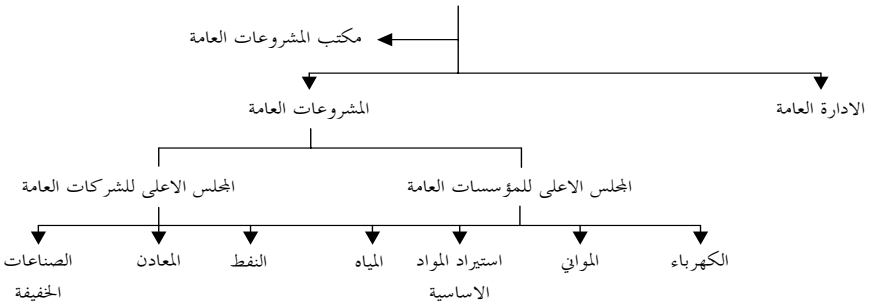 مكتب المشروعات العامة
الادارة العامة
المشروعات العامة
المجلس الاعلى للمؤسسات العامة
المجلس الاعلى للشركات العامة
الكهرباء
المواني
استيراد المواد
الاساسية
المياه
النفط
المعادن
الصناعات
الخفيفة